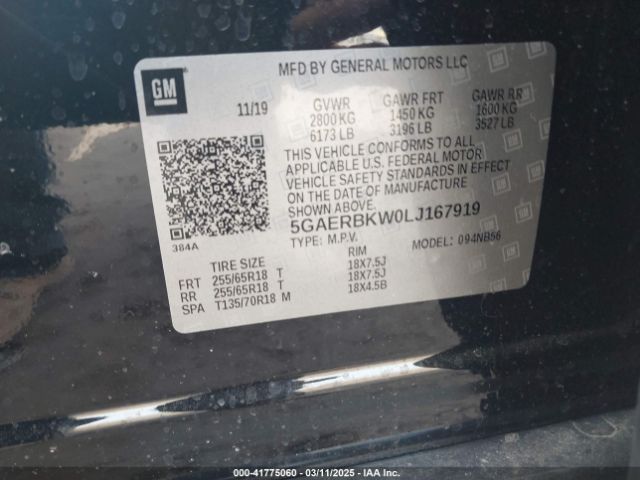 MFD BY GENERAL MOTORS LLC
GM
11/19
GVWR GAWR FRT GAWR RR
2800 KG 1450 KG 1600 KG
6173 LB 3196 LB 3527 LB
THIS VEHICLE CONFORMS TO ALL
APPLICABLE U.S. FEDERAL MOTOR
VEHICLE SAFETY STANDARDS IN EFFECT
ON THE DATE OF MANUFACTURE
SHOWN ABOVE.
5GAERBKW0LJ167919
384A
TYPE: M.P.V. MODEL: 094NB56
TIRE SIZE RIM
FRT 255/65R18 T 18X7.5J
RR 255/65R18 T 18X7.5J
SPA T135/70R18 M 18X4.5B
000-41775060 - 03/11/2025 - IAA Inc.